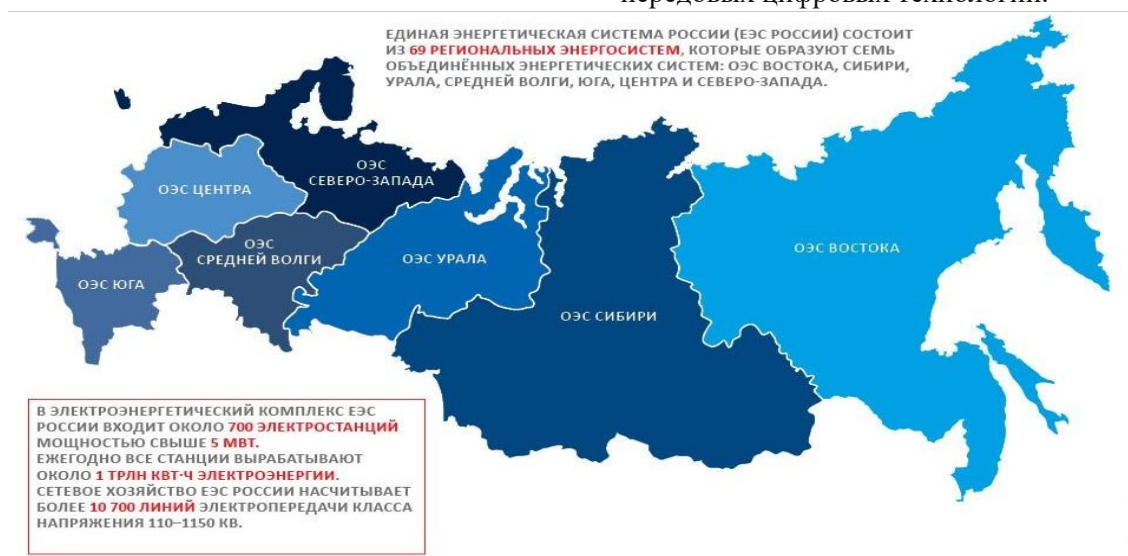 передовых цифровых технологий.
ЕДИНАЯ ЭНЕРГЕТИЧЕСКАЯ СИСТЕМА РОССИИ (ЕЭС РОССИИ) СОСТОИТ
ИЗ 69 РЕГИОНАЛЬНЫХ ЭНЕРГОСИСТЕМ, КОТОРЫЕ ОБРАЗУЮТ СЕМЬ
ОБЪЕДИНЁННЫХ ЭНЕРГЕТИЧЕСКИХ СИСТЕМ: ОЭС ВОСТОКА, СИБИРИ,
УРАЛА, СРЕДНЕЙ ВОЛГИ, ЮГА, ЦЕНТРА И СЕВЕРО-ЗАПАДА.
ОЭС
СЕВЕРО-ЗАПАДА
ОЭС ЦЕНТРА
ОЭС
СРЕДНЕЙ ВОЛГИ
ОЭС УРАЛА
ОЭС ВОСТОКА
ОЭС ЮГА
ОЭС СИБИРИ
В ЭЛЕКТРОЭНЕРГЕТИЧЕСКИЙ КОМПЛЕКС ЕЭС
РОССИИ ВХОДИТ ОКОЛО 700 ЭЛЕКТРОСТАНЦИЙ
МОЩНОСТЬЮ СВЫШЕ 5 МВТ.
ЕЖЕГОДНО ВСЕ СТАНЦИИ ВЫРАБАТЫВАЮТ
ОКОЛО 1 ТРЛН КВТ·Ч ЭЛЕКТРОЭНЕРГИИ.
СЕТЕВОЕ ХОЗЯЙСТВО ЕЭС РОССИИ НАСЧИТЫВАЕТ
БОЛЕЕ 10 700 ЛИНИЙ ЭЛЕКТРОПЕРЕДАЧИ КЛАССА
НАПРЯЖЕНИЯ 110–1150 КВ.